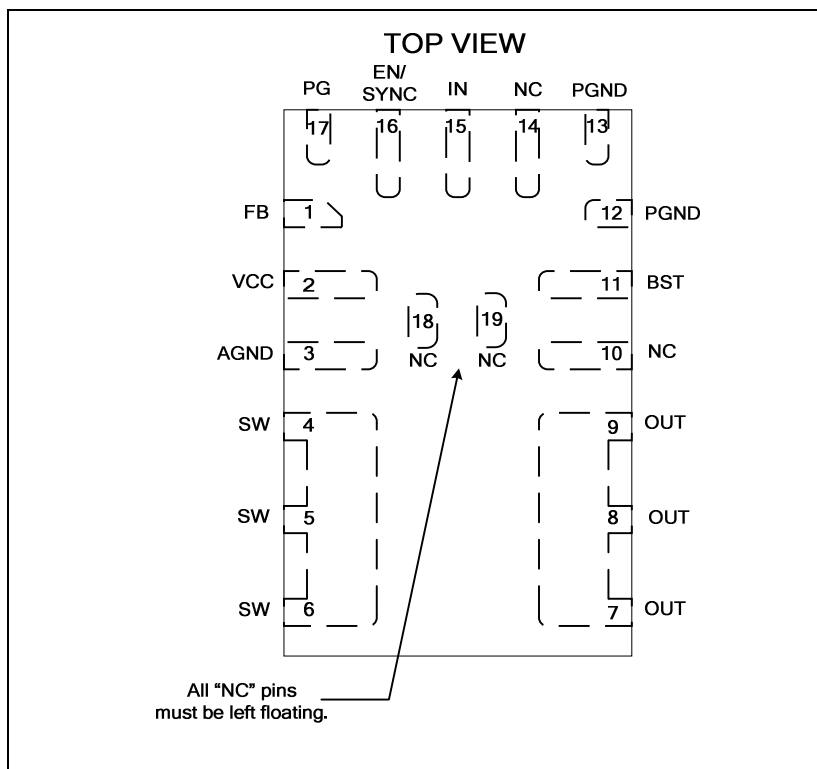 TOP VIEW
PG EN/ SYNC IN NC PGND
17 16 15 14 13
FB 1 12 PGND
VCC 2 11 BST
18 19
AGND 3 NC NC 10 NC
SW 4 9 OUT
SW 5 8 OUT
SW 6 7 OUT
All “NC” pins
must be left floating.